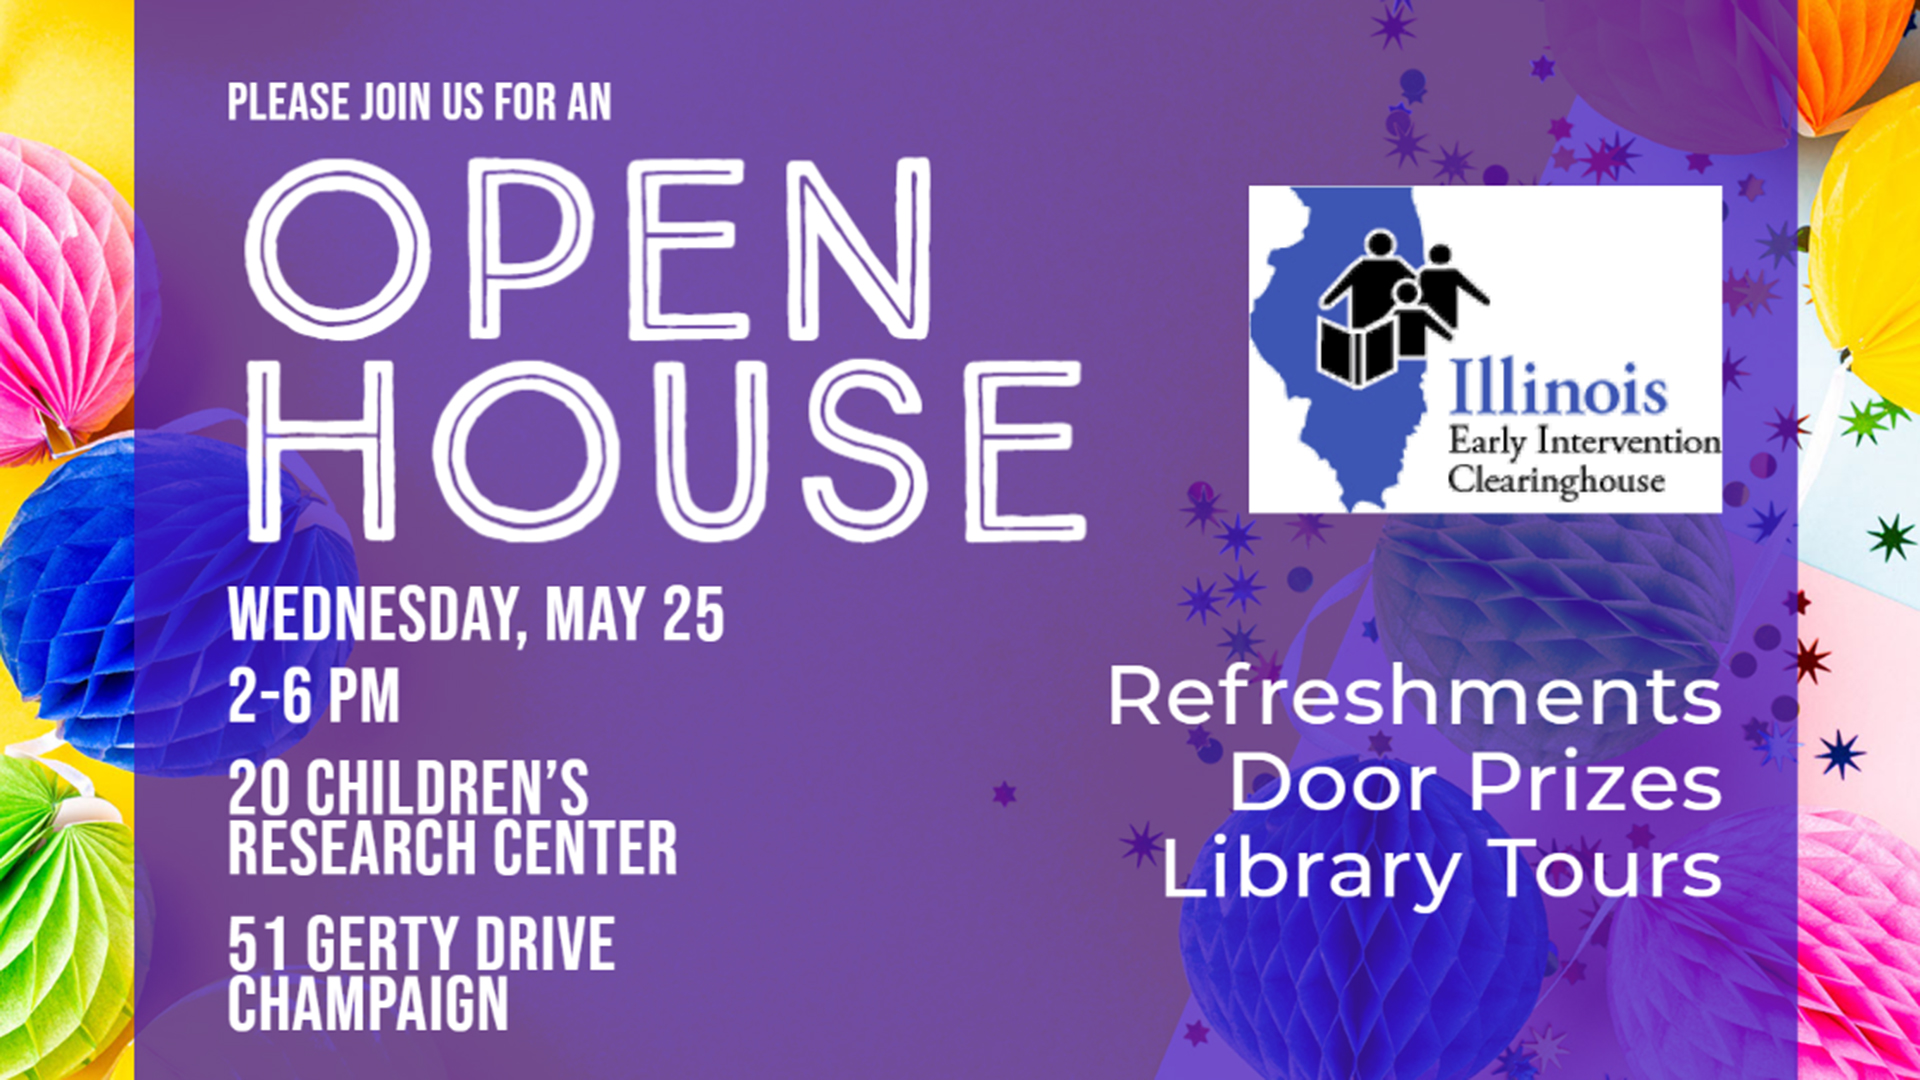 PLEASE JOIN US FOR AN
OPEN
HOUSE
WEDNESDAY, MAY 25
2-6 PM
20 CHILDREN'S
RESEARCH CENTER
51 GERTY DRIVE
CHAMPAIGN
Illinois
Early Intervention
Clearinghouse
Refreshments
Door Prizes
Library Tours